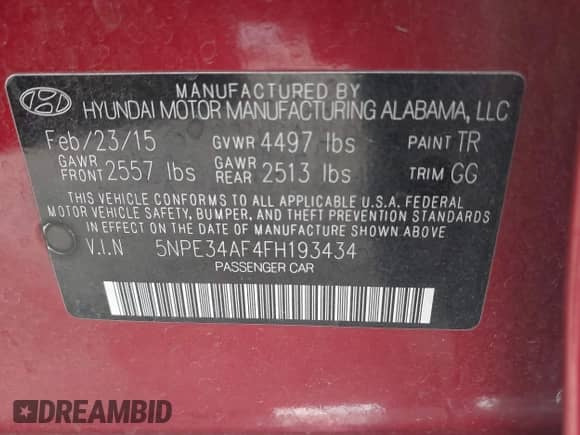 MANUFACTURED BY
HYUNDAI MOTOR MANUFACTURING ALABAMA, LLC
Feb/23/15 GVWR 4497 lbs PAINT TR
GAWR FRONT 2557 lbs GAWR REAR 2513 lbs TRIM GG
THIS VEHICLE CONFORMS TO ALL APPLICABLE U.S.A. FEDERAL
MOTOR VEHICLE SAFETY, BUMPER, AND THEFT PREVENTION
STANDARDS IN EFFECT ON THE DATE OF MANUFACTURE SHOWN ABOVE.
V.I.N 5NPE34AF4FH193434
PASSENGER CAR
DREAMBID